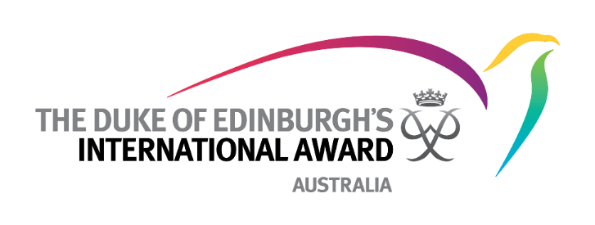 THE DUKE OF EDINBURGH'S
INTERNATIONAL AWARD
AUSTRALIA